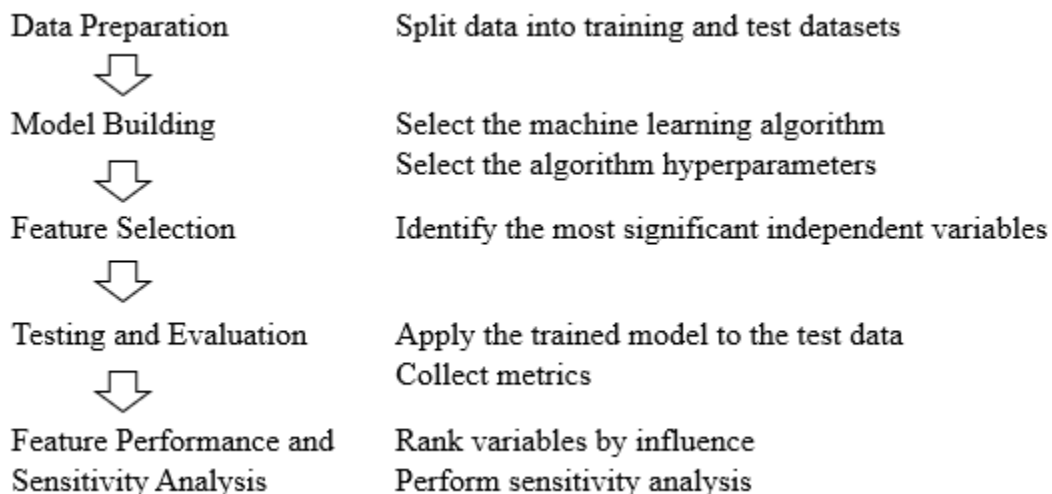 Data Preparation
Split data into training and test datasets
Model Building
Select the machine learning algorithm
Select the algorithm hyperparameters
Feature Selection
Identify the most significant independent variables
Testing and Evaluation
Apply the trained model to the test data
Collect metrics
Feature Performance and
Sensitivity Analysis
Rank variables by influence
Perform sensitivity analysis